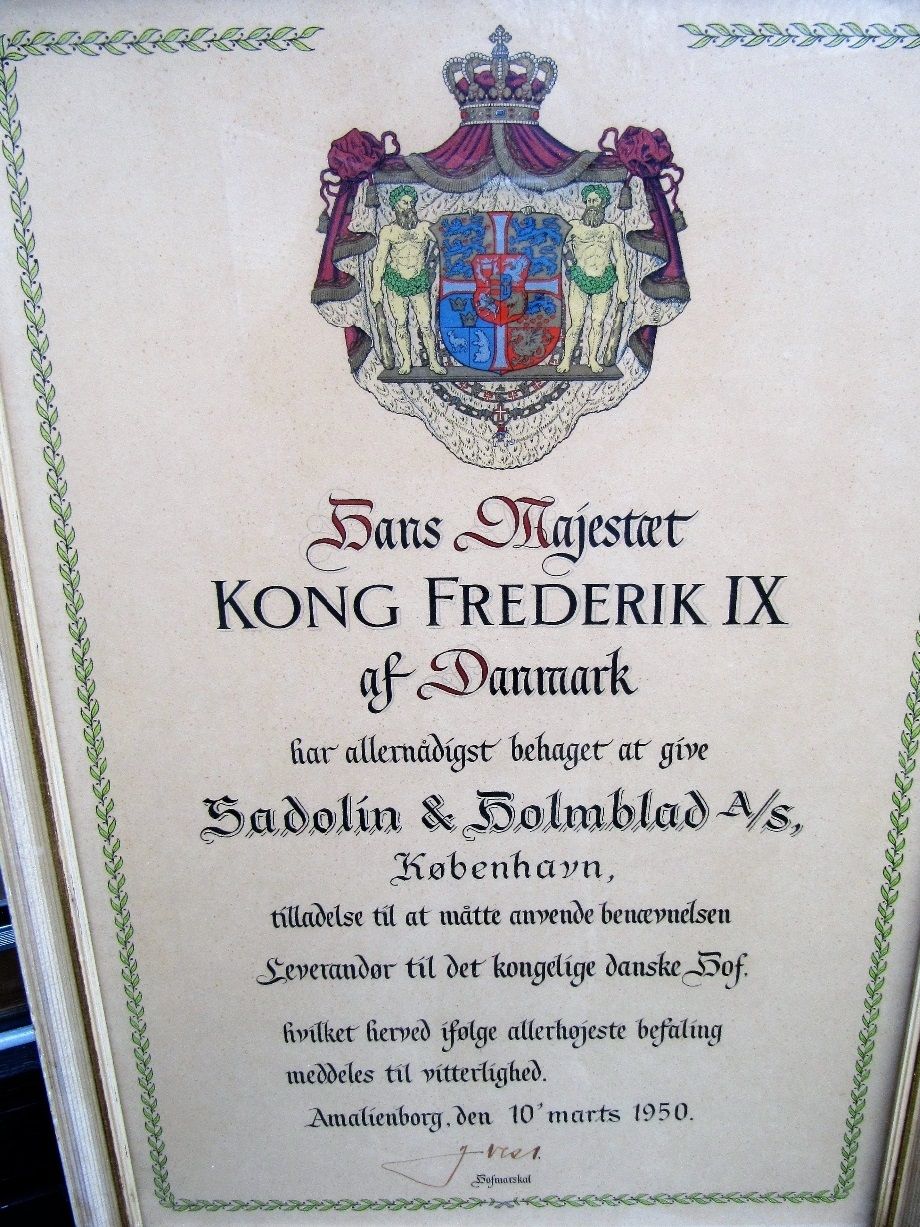 Hans Majestæt
KONG FREDERIK IX
af Danmark
har allernådigst behaget at give
Sadolin & Holmblad A/S,
København,
tilladelse til at måtte anvende benævnelsen
Leverandør til det kongelige danske Hof.
hvilket herved ifølge allerhøjeste befaling
meddeles til vitterlighed.
Amalienborg, den 10' marts 1950.
Hofmarskal